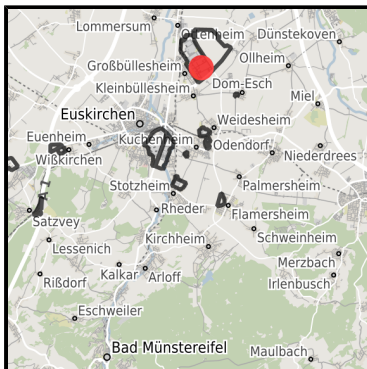 Lommersum
Ottenheim
Dünstekoven
Großbüllesheim
Ollheim
Kleinbüllesheim
Dom-Esch
Miel
Euskirchen
Weidesheim
Euenheim
Kuchenheim
Odendorf
Wißkirchen
Niederdrees
Stotzheim
Palmersheim
Rheder
Flamersheim
Satzvey
Lessenich
Kirchheim
Schweinheim
Merzbach
Kalkar
Arloff
Rißdorf
Irlenbusch
Eschweiler
Bad Münstereifel
Maulbach